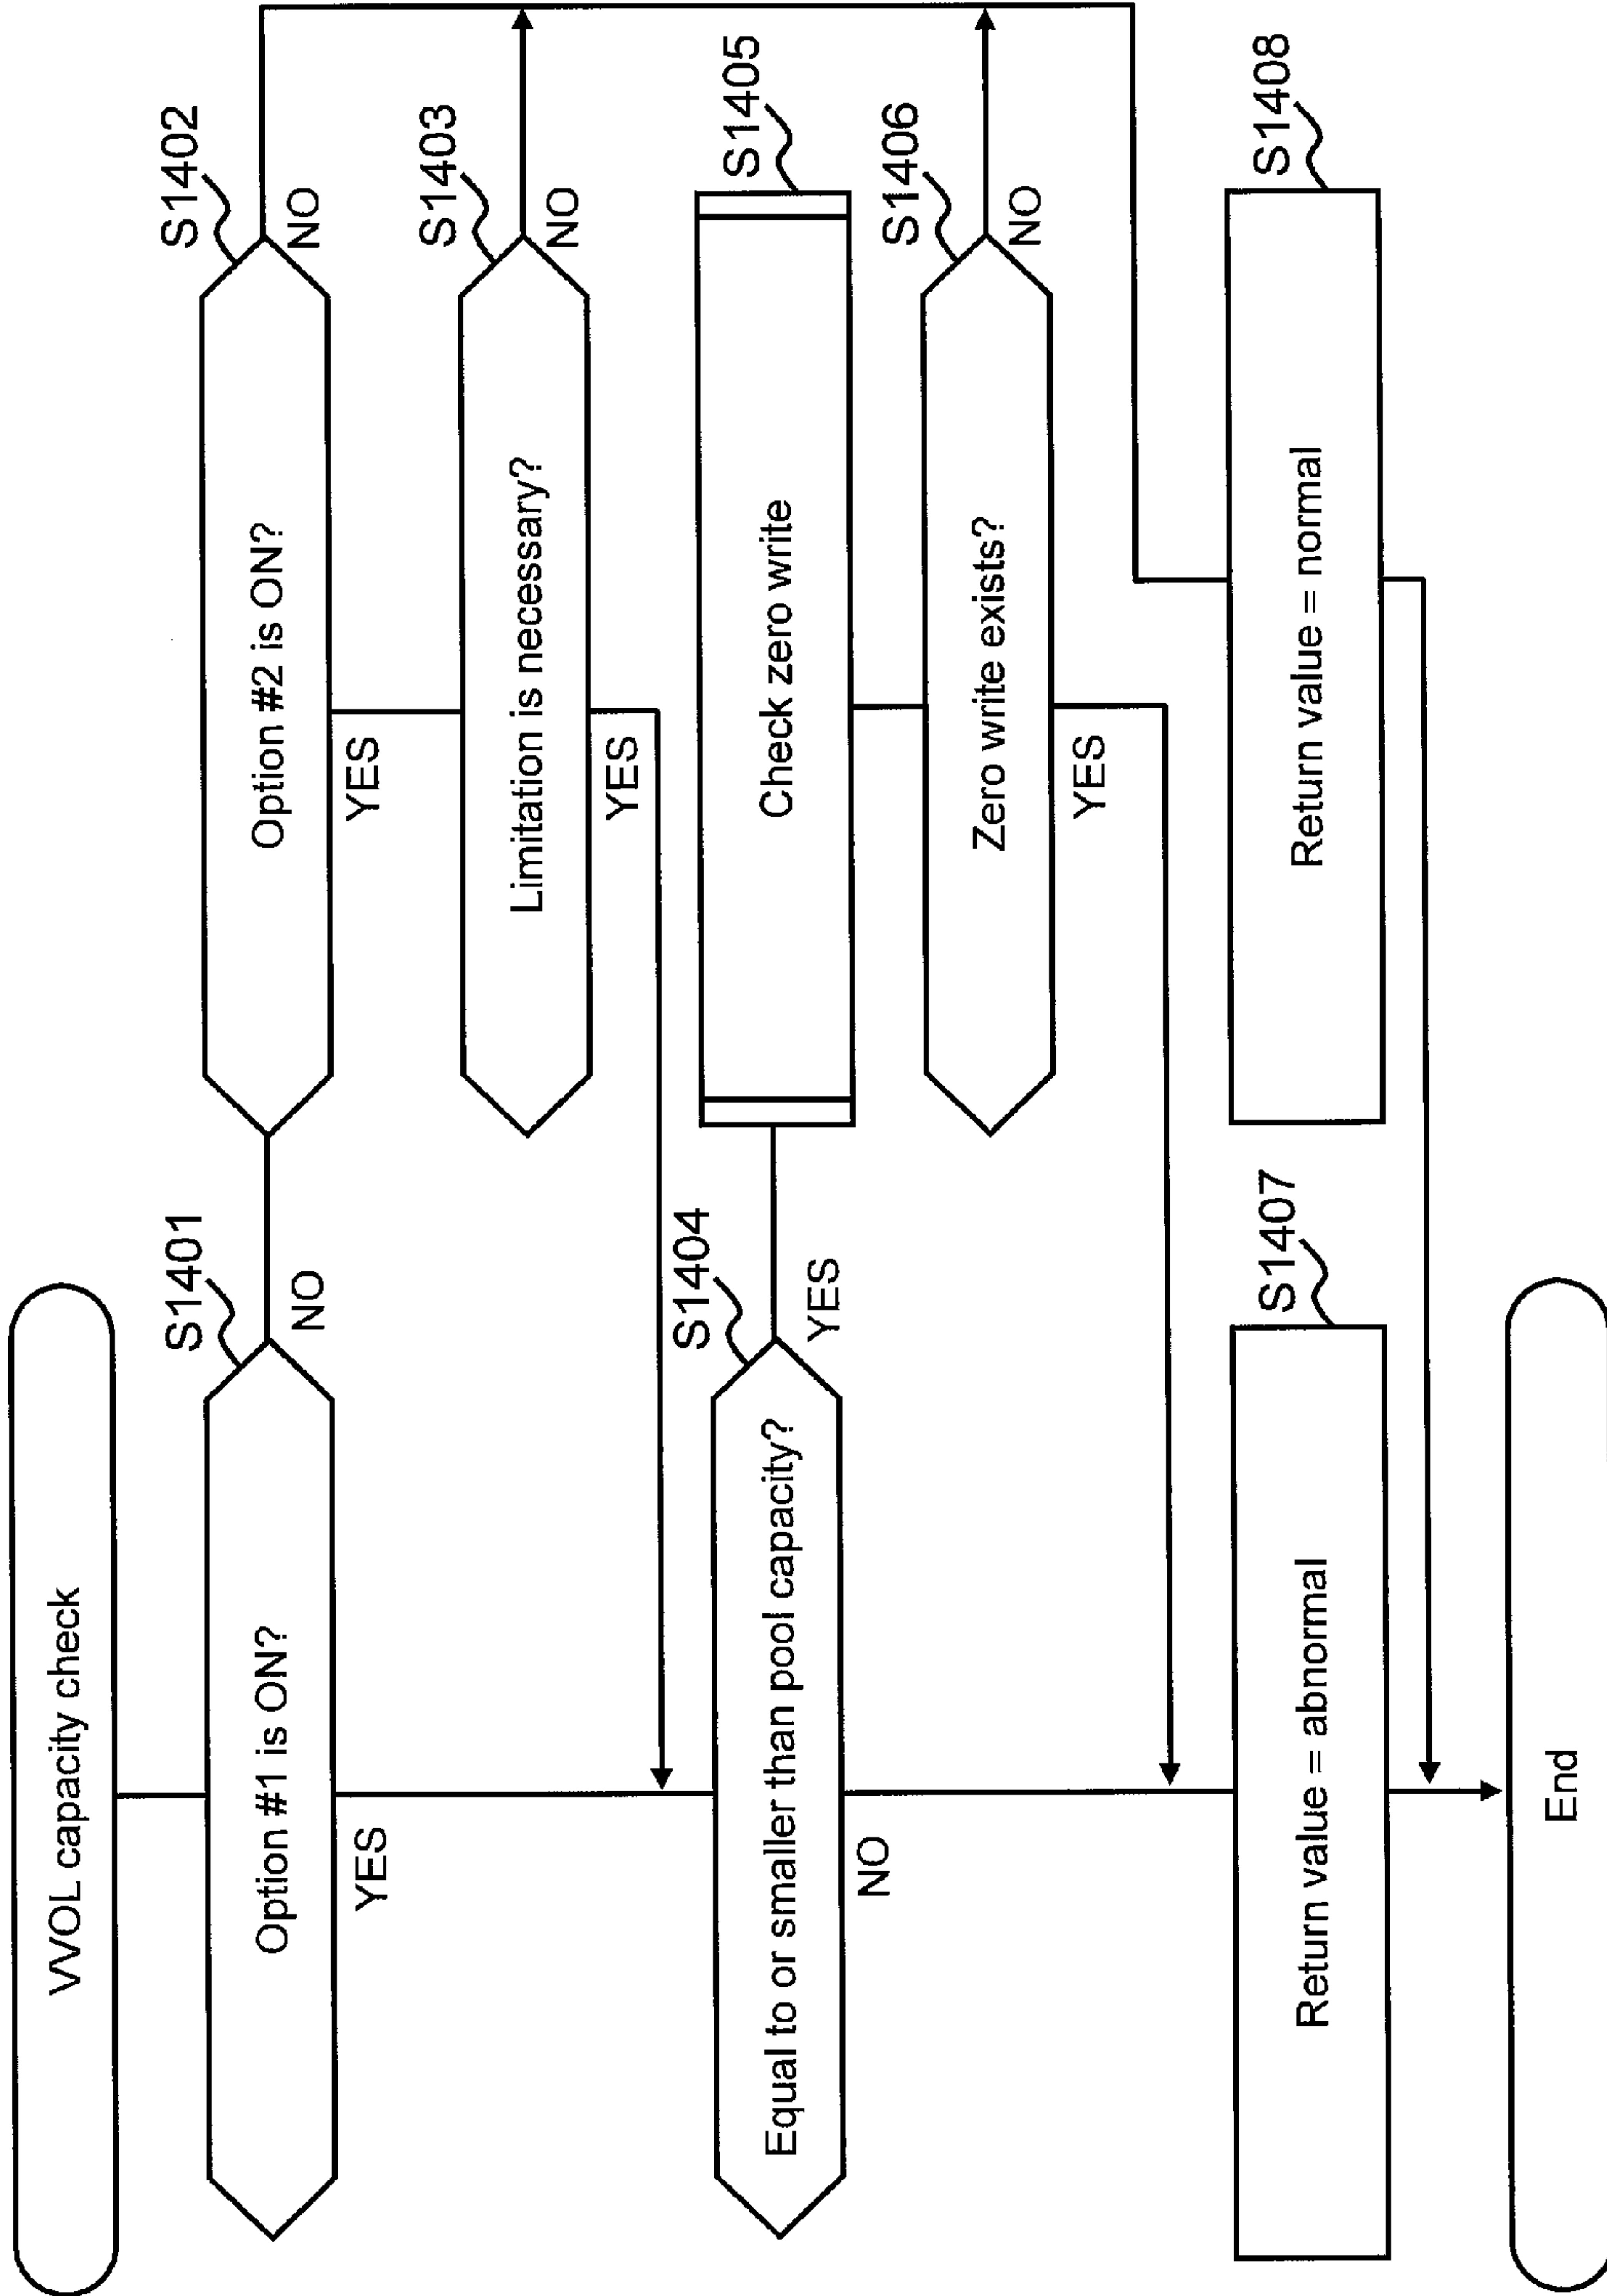 VVOL capacity check
S1401
Option #1 is ON?
NO
YES
S1402
Option #2 is ON?
NO
YES
S1403
Limitation is necessary?
NO
YES
S1404
Equal to or smaller than pool capacity?
YES
NO
S1405
Check zero write
S1406
Zero write exists?
NO
YES
S1407
Return value = abnormal
S1408
Return value = normal
End